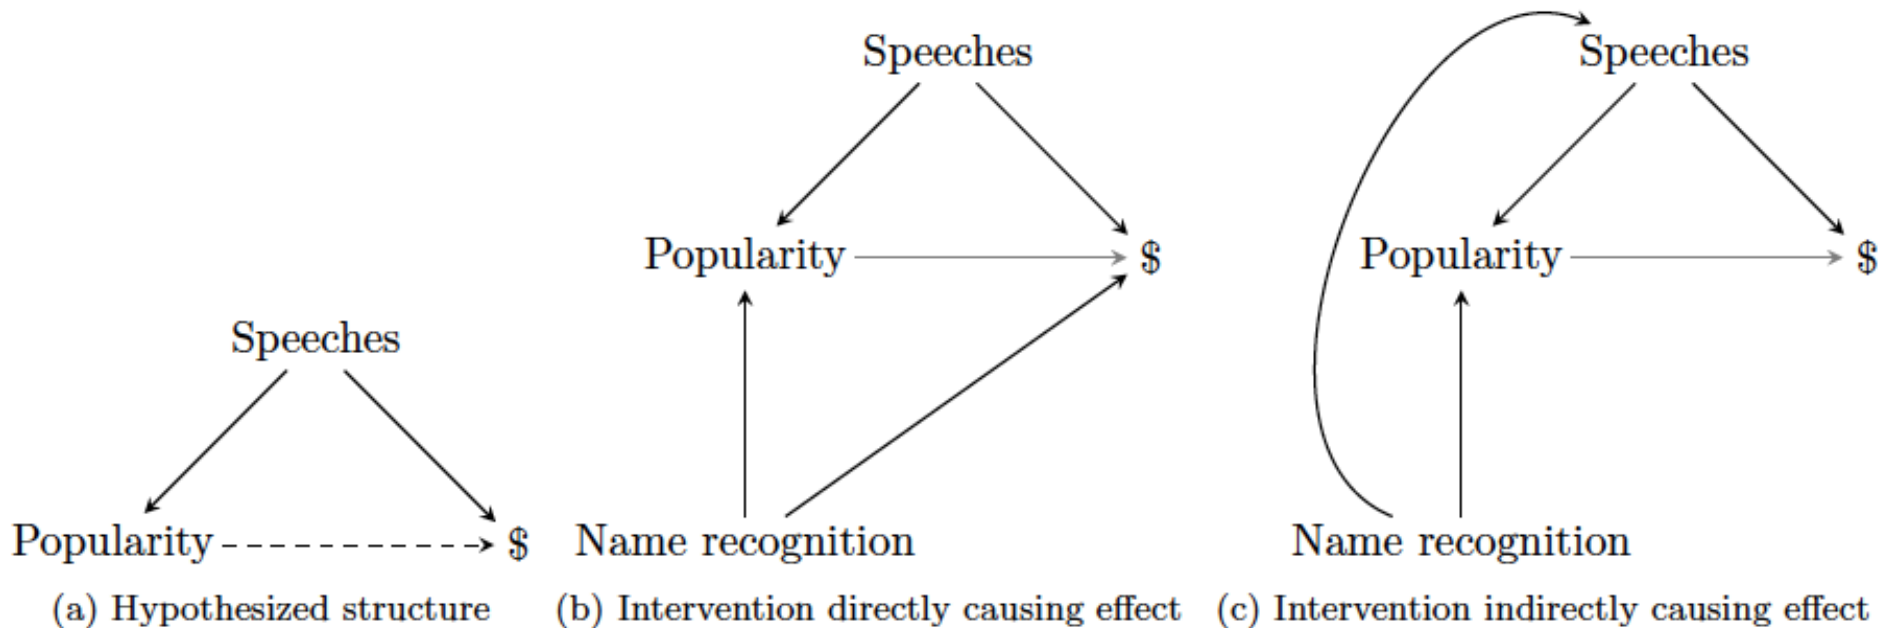 Speeches
Popularity $
(a) Hypothesized structure
Speeches
Popularity $
Name recognition
(b) Intervention directly causing effect
Speeches
Popularity $
Name recognition
(c) Intervention indirectly causing effect